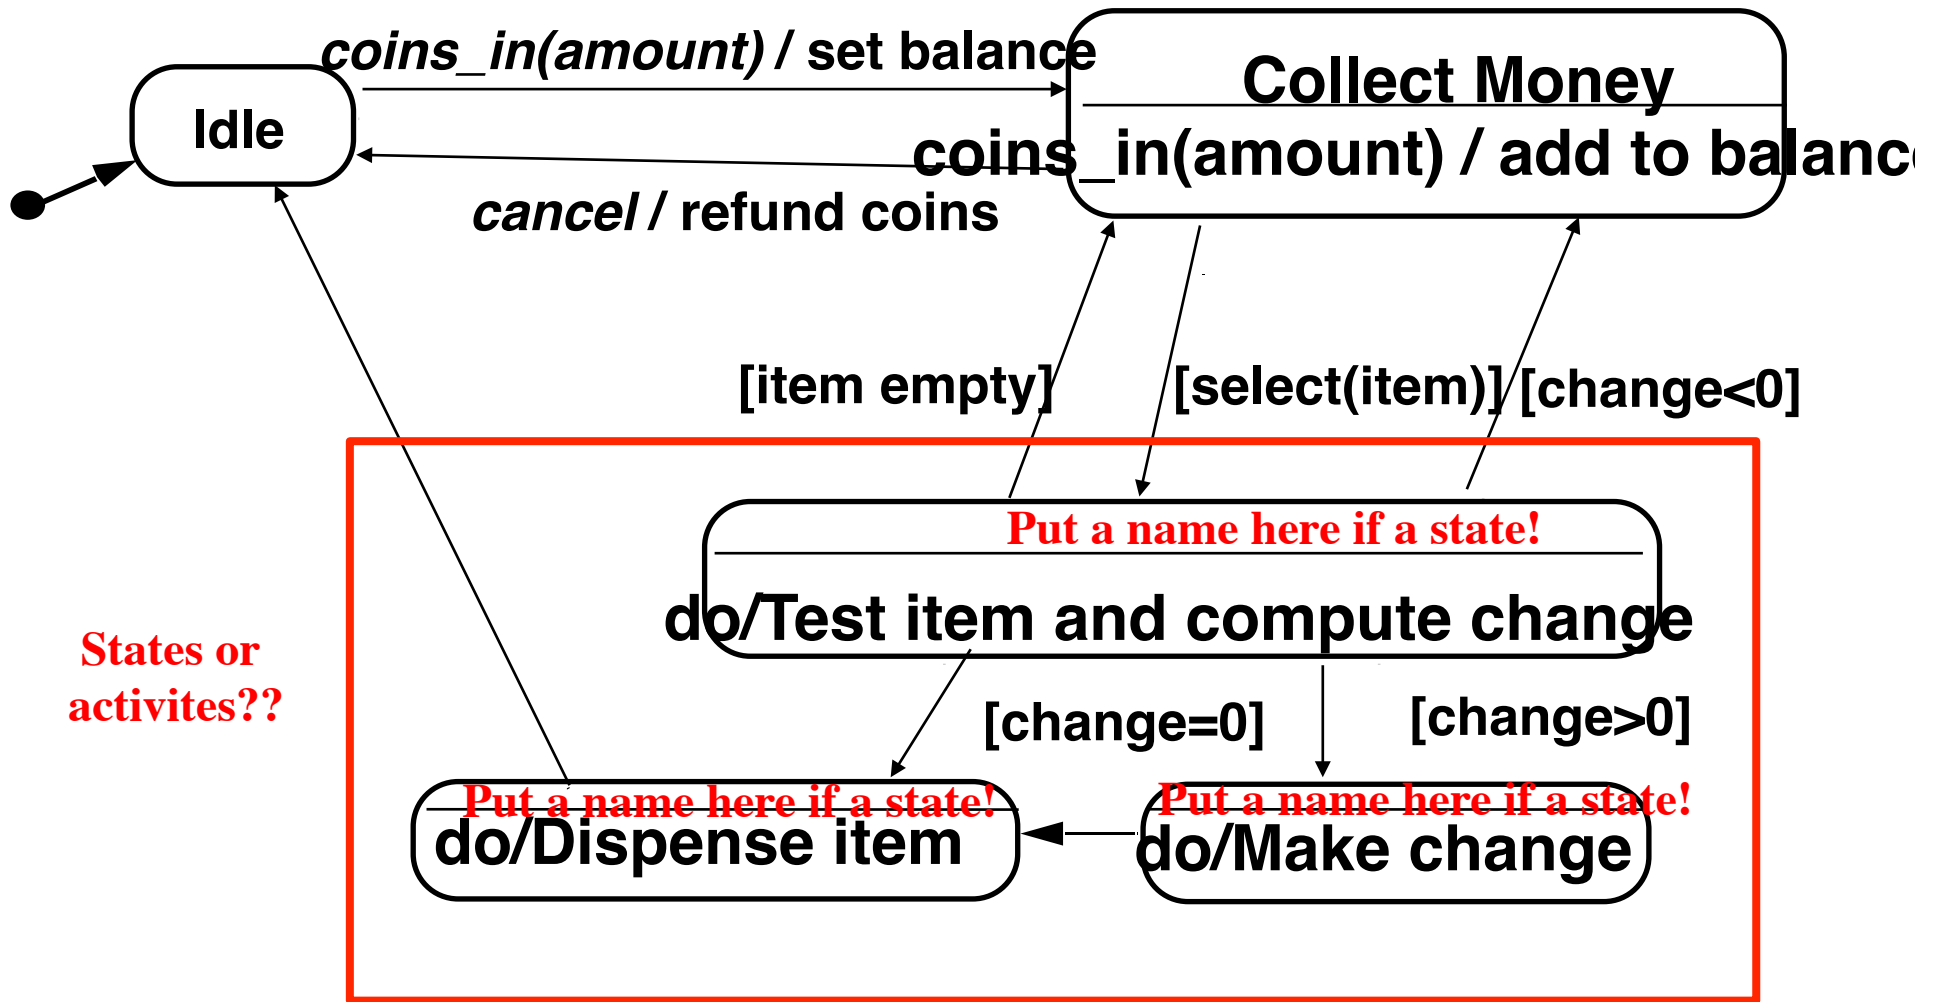 coins_in(amount) / set balance
Collect Money
Idle
coins_in(amount) / add to balanc
cancel / refund coins
[item empty]
[select(item)]
[change<0]
Put a name here if a state!
do/Test item and compute change
States or
activites??
[change=0]
[change>0]
Put a name here if a state!
do/Dispense item
Put a name here if a state!
do/Make change